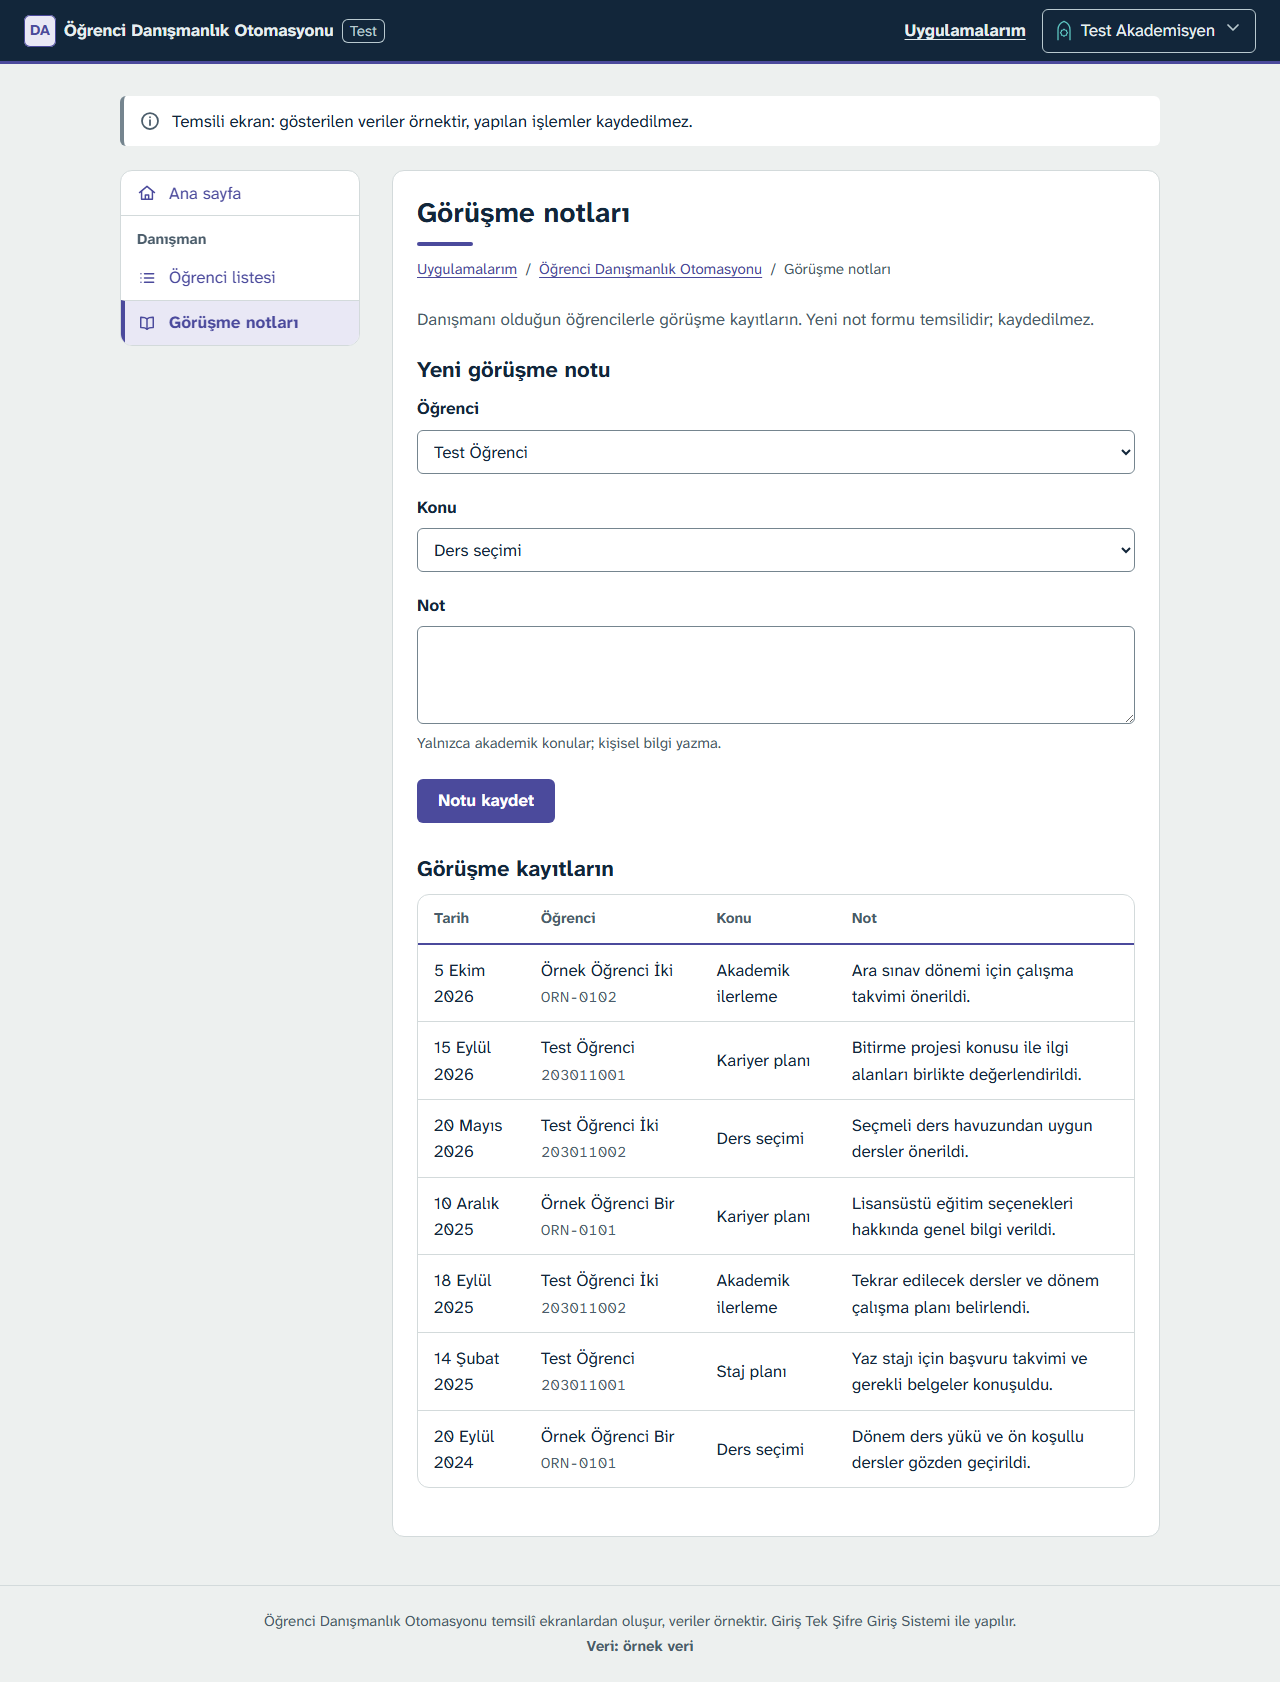 DA Öğrenci Danışmanlık Otomasyonu Test
Uygulamalarım Test Akademisyen
Temsili ekran: gösterilen veriler örnektir, yapılan işlemler kaydedilmez.
Ana sayfa
Danışman
Öğrenci listesi
Görüşme notları
Görüşme notları
Uygulamalarım / Öğrenci Danışmanlık Otomasyonu / Görüşme notları
Danışmanı olduğun öğrencilerle görüşme kayıtların. Yeni not formu temsilidir; kaydedilmez.
Yeni görüşme notu
Öğrenci
Test Öğrenci
Konu
Ders seçimi
Not
Yalnızca akademik konular; kişisel bilgi yazma.
Notu kaydet
Görüşme kayıtların
Tarih Öğrenci Konu Not
5 Ekim 2026 Örnek Öğrenci İki ORN-0102 Akademik ilerleme Ara sınav dönemi için çalışma takvimi önerildi.
15 Eylül 2026 Test Öğrenci 203011001 Kariyer planı Bitirme projesi konusu ile ilgi alanları birlikte değerlendirildi.
20 Mayıs 2026 Test Öğrenci İki 203011002 Ders seçimi Seçmeli ders havuzundan uygun dersler önerildi.
10 Aralık 2025 Örnek Öğrenci Bir ORN-0101 Kariyer planı Lisansüstü eğitim seçenekleri hakkında genel bilgi verildi.
18 Eylül 2025 Test Öğrenci İki 203011002 Akademik ilerleme Tekrar edilecek dersler ve dönem çalışma planı belirlendi.
14 Şubat 2025 Test Öğrenci 203011001 Staj planı Yaz stajı için başvuru takvimi ve gerekli belgeler konuşuldu.
20 Eylül 2024 Örnek Öğrenci Bir ORN-0101 Ders seçimi Dönem ders yükü ve ön koşullu dersler gözden geçirildi.
Öğrenci Danışmanlık Otomasyonu temsilî ekranlardan oluşur, veriler örnektir. Giriş Tek Şifre Giriş Sistemi ile yapılır.
Veri: örnek veri